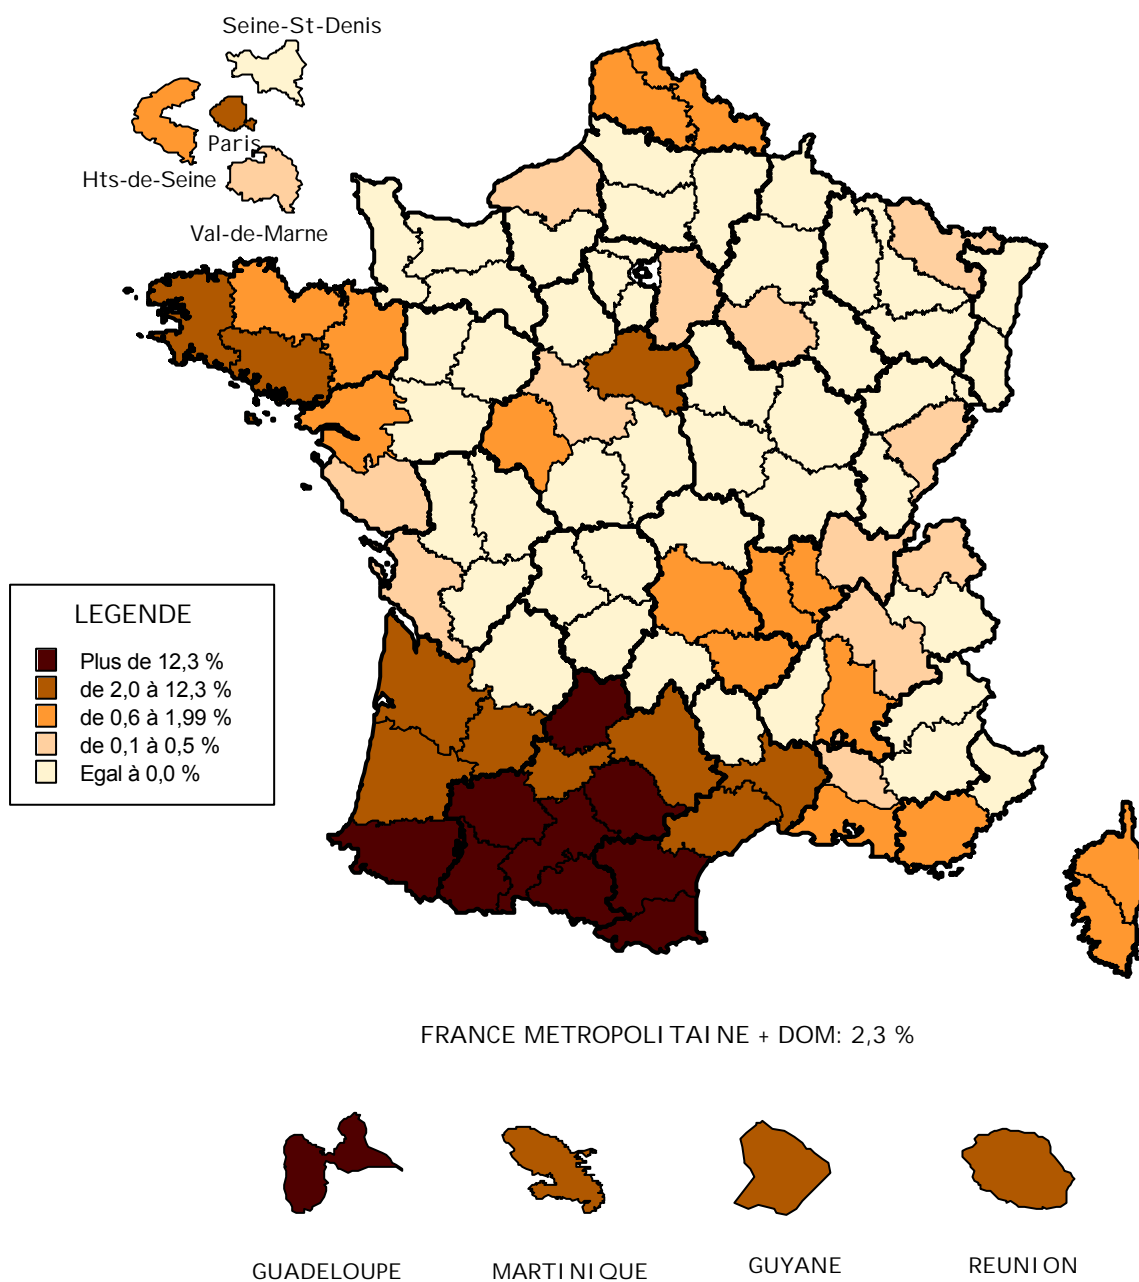 Seine-St-Denis
Paris
Hts-de-Seine
Val-de-Marne
LEGENDE
Plus de 12,3 %
de 2,0 à 12,3 %
de 0,6 à 1,99 %
de 0,1 à 0,5 %
Egal à 0,0 %
FRANCE METROPOLITAINE + DOM: 2,3 %
GUADELOUPE MARTINIQUE GUYANE REUNION